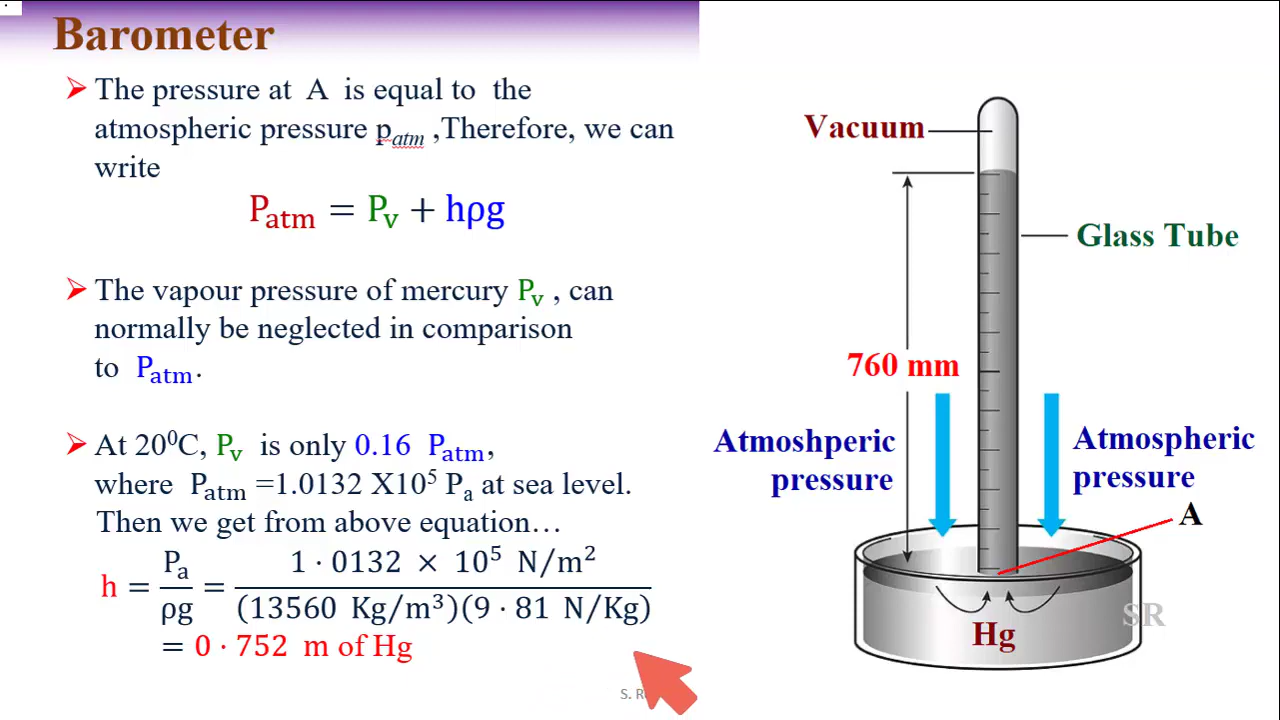 Barometer
➢ The pressure at A is equal to the
atmospheric pressure pₐₜₘ ,Therefore, we can
write
Pₐₜₘ = Pᵥ + hρg
➢ The vapour pressure of mercury Pᵥ , can
normally be neglected in comparison
to Pₐₜₘ.
➢ At 20⁰C, Pᵥ is only 0.16 Pₐₜₘ,
where Pₐₜₘ =1.0132 X10⁵ Pₐ at sea level.
Then we get from above equation…
h = Pₐ/ρg = 1·0132 × 10⁵ N/m² / (13560 Kg/m³)(9·81 N/Kg)
= 0·752 m of Hg
S.
Vacuum
Glass Tube
760 mm
Atmoshperic
pressure
Atmospheric
pressure
A
Hg
SR